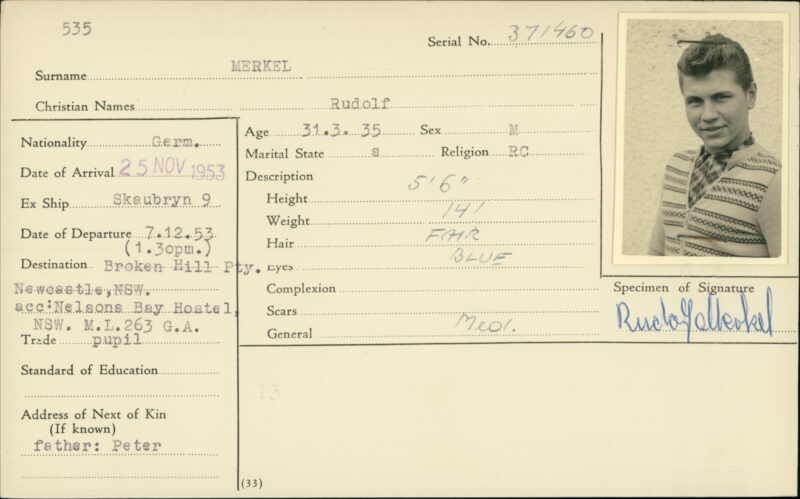 535
Serial No. 371460
Surname MERKEL
Christian Names Rudolf
Nationality Germ.
Date of Arrival 25 NOV 1953
Ex Ship Skaubryn 9
Date of Departure 7.12.53
(1.30pm.)
Destination Broken Hill Pty.
Newcastle, NSW.
acc: Nelsons Bay Hostel,
NSW. M.L.263 G.A.
Trade pupil
Standard of Education
Address of Next of Kin
(If known)
father: Peter
Age 31.3.35 Sex M
Marital State S Religion RC
Description
Height 5'6"
Weight 141
Hair FAIR
Eyes BLUE
Complexion
Scars
General Med.
13
(33)
Specimen of Signature
Rudolf Merkel